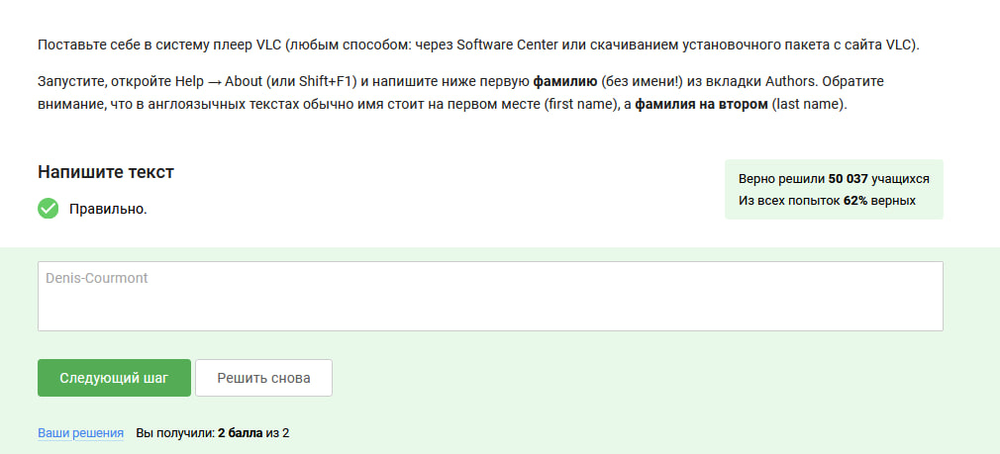 Поставьте себе в систему плеер VLC (любым способом: через Software Center или скачиванием установочного пакета с сайта VLC).
Запустите, откройте Help → About (или Shift+F1) и напишите ниже первую фамилию (без имени!) из вкладки Authors. Обратите
внимание, что в англоязычных текстах обычно имя стоит на первом месте (first name), а фамилия на втором (last name).
Напишите текст
Правильно.
Верно решили 50 037 учащихся
Из всех попыток 62% верных
Denis-Courmont
Следующий шаг
Решить снова
Ваши решения Вы получили: 2 балла из 2